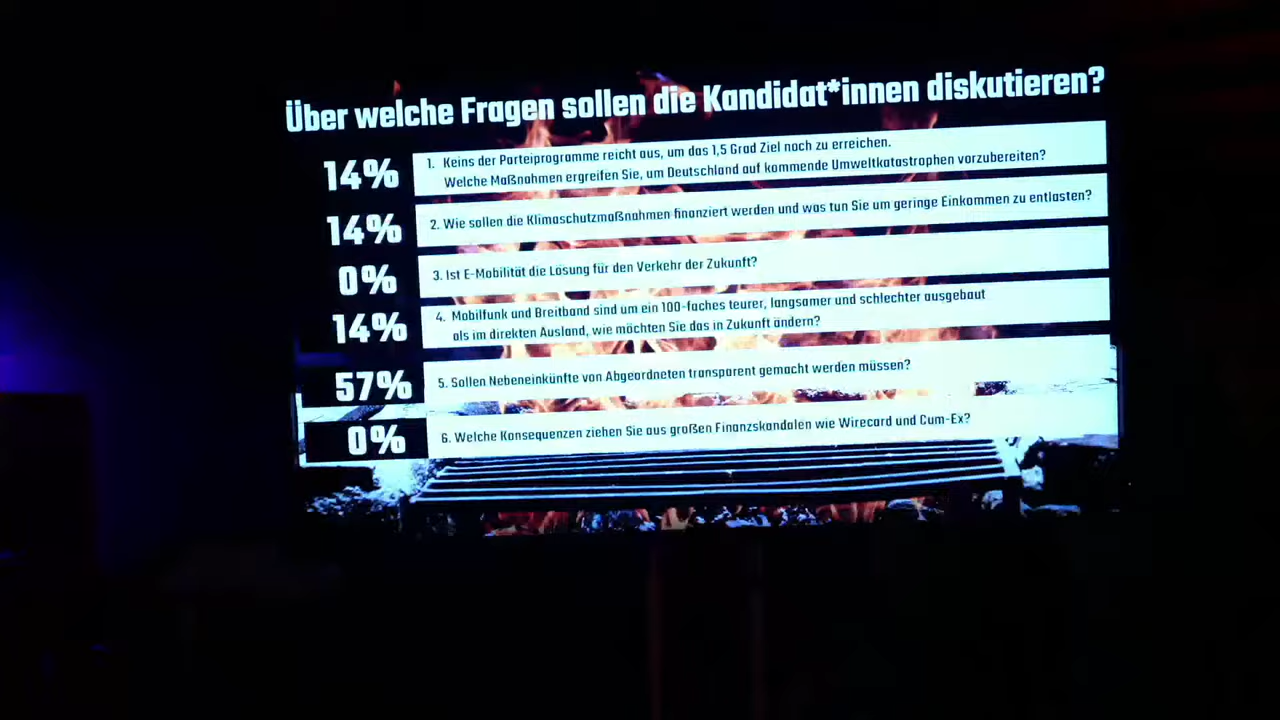 Über welche Fragen sollen die Kandidat*innen diskutieren?
14% 1. Keins der Parteiprogramme reicht aus, um das 1,5 Grad Ziel noch zu erreichen.
Welche Maßnahmen ergreifen Sie, um Deutschland auf kommende Umweltkatastrophen vorzubereiten?
14% 2. Wie sollen die Klimaschutzmaßnahmen finanziert werden und was tun Sie um geringe Einkommen zu entlasten?
0% 3. Ist E-Mobilität die Lösung für den Verkehr der Zukunft?
14% 4. Mobilfunk und Breitband sind um ein 100-faches teurer, langsamer und schlechter ausgebaut
als im direkten Ausland, wie möchten Sie das in Zukunft ändern?
57% 5. Sollen Nebeneinkünfte von Abgeordneten transparent gemacht werden müssen?
0% 6. Welche Konsequenzen ziehen Sie aus großen Finanzskandalen wie Wirecard und Cum-Ex?